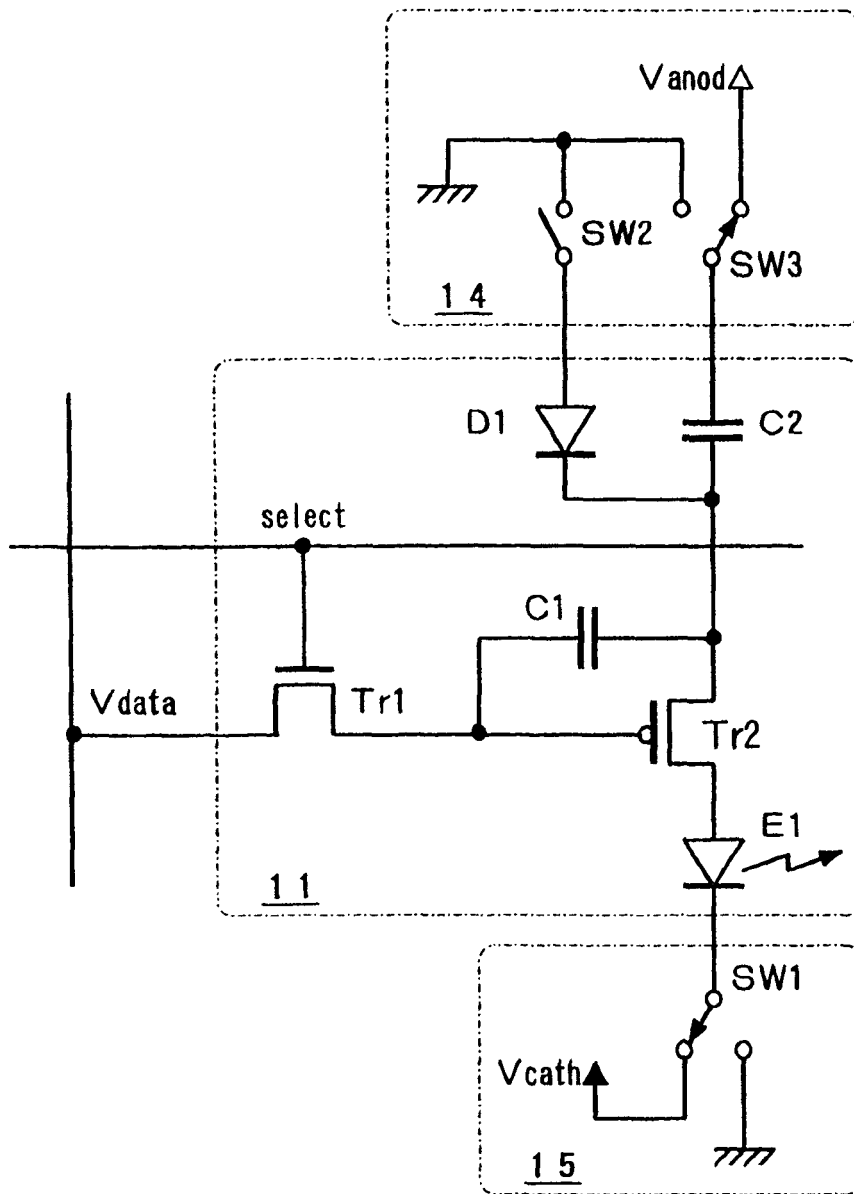 Vanod
SW2
SW3
14
D1
C2
select
C1
Vdata
Tr1
Tr2
E1
11
SW1
Vcath
15